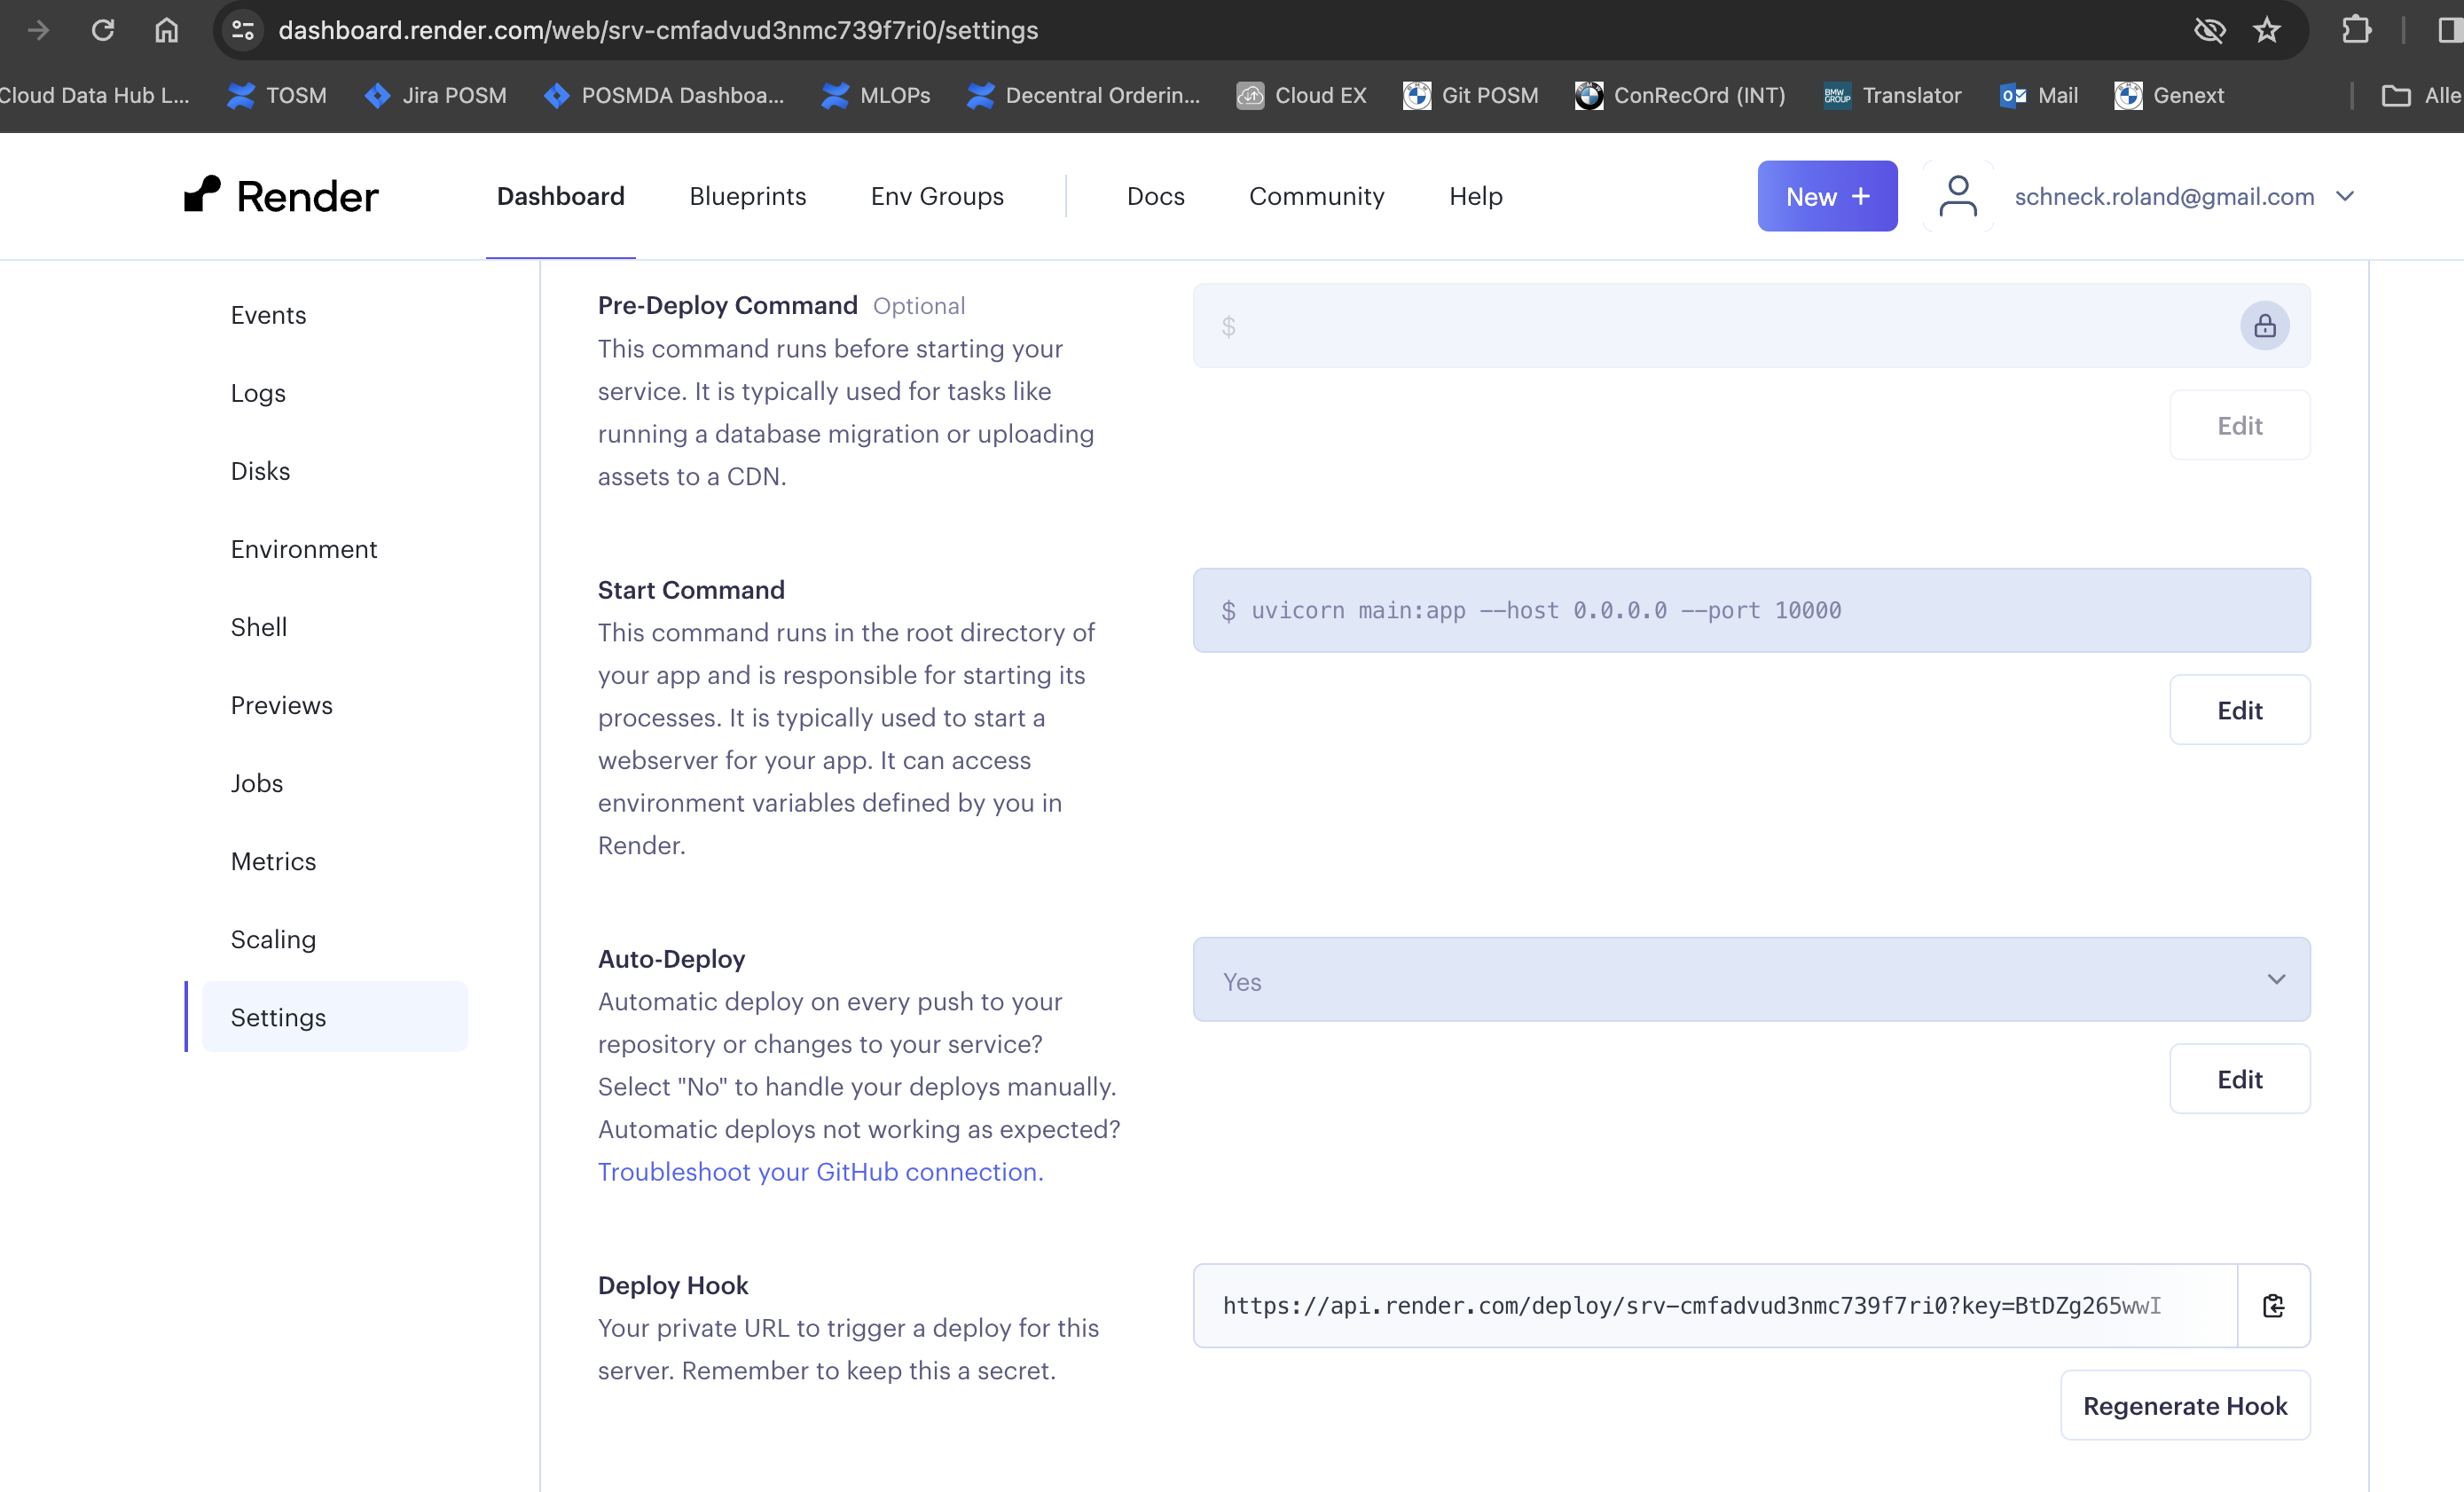 dashboard.render.com/web/srv-cmfadvud3nmc739f7ri0/settings
Cloud Data Hub L... TOSM Jira POSM POSMDA Dashboa... MLOPs Decentral Orderin... Cloud EX Git POSM ConRecOrd (INT) BMW GROUP Translator Mail Genext Alle
Render Dashboard Blueprints Env Groups Docs Community Help New + schneck.roland@gmail.com
Events
Logs
Disks
Environment
Shell
Previews
Jobs
Metrics
Scaling
Settings
Pre-Deploy Command Optional
This command runs before starting your
service. It is typically used for tasks like
running a database migration or uploading
assets to a CDN.
$
Edit
Start Command
This command runs in the root directory of
your app and is responsible for starting its
processes. It is typically used to start a
webserver for your app. It can access
environment variables defined by you in
Render.
$ uvicorn main:app --host 0.0.0.0 --port 10000
Edit
Auto-Deploy
Automatic deploy on every push to your
repository or changes to your service?
Select "No" to handle your deploys manually.
Automatic deploys not working as expected?
Troubleshoot your GitHub connection.
Yes
Edit
Deploy Hook
Your private URL to trigger a deploy for this
server. Remember to keep this a secret.
https://api.render.com/deploy/srv-cmfadvud3nmc739f7ri0?key=BtDZg265wwI
Regenerate Hook